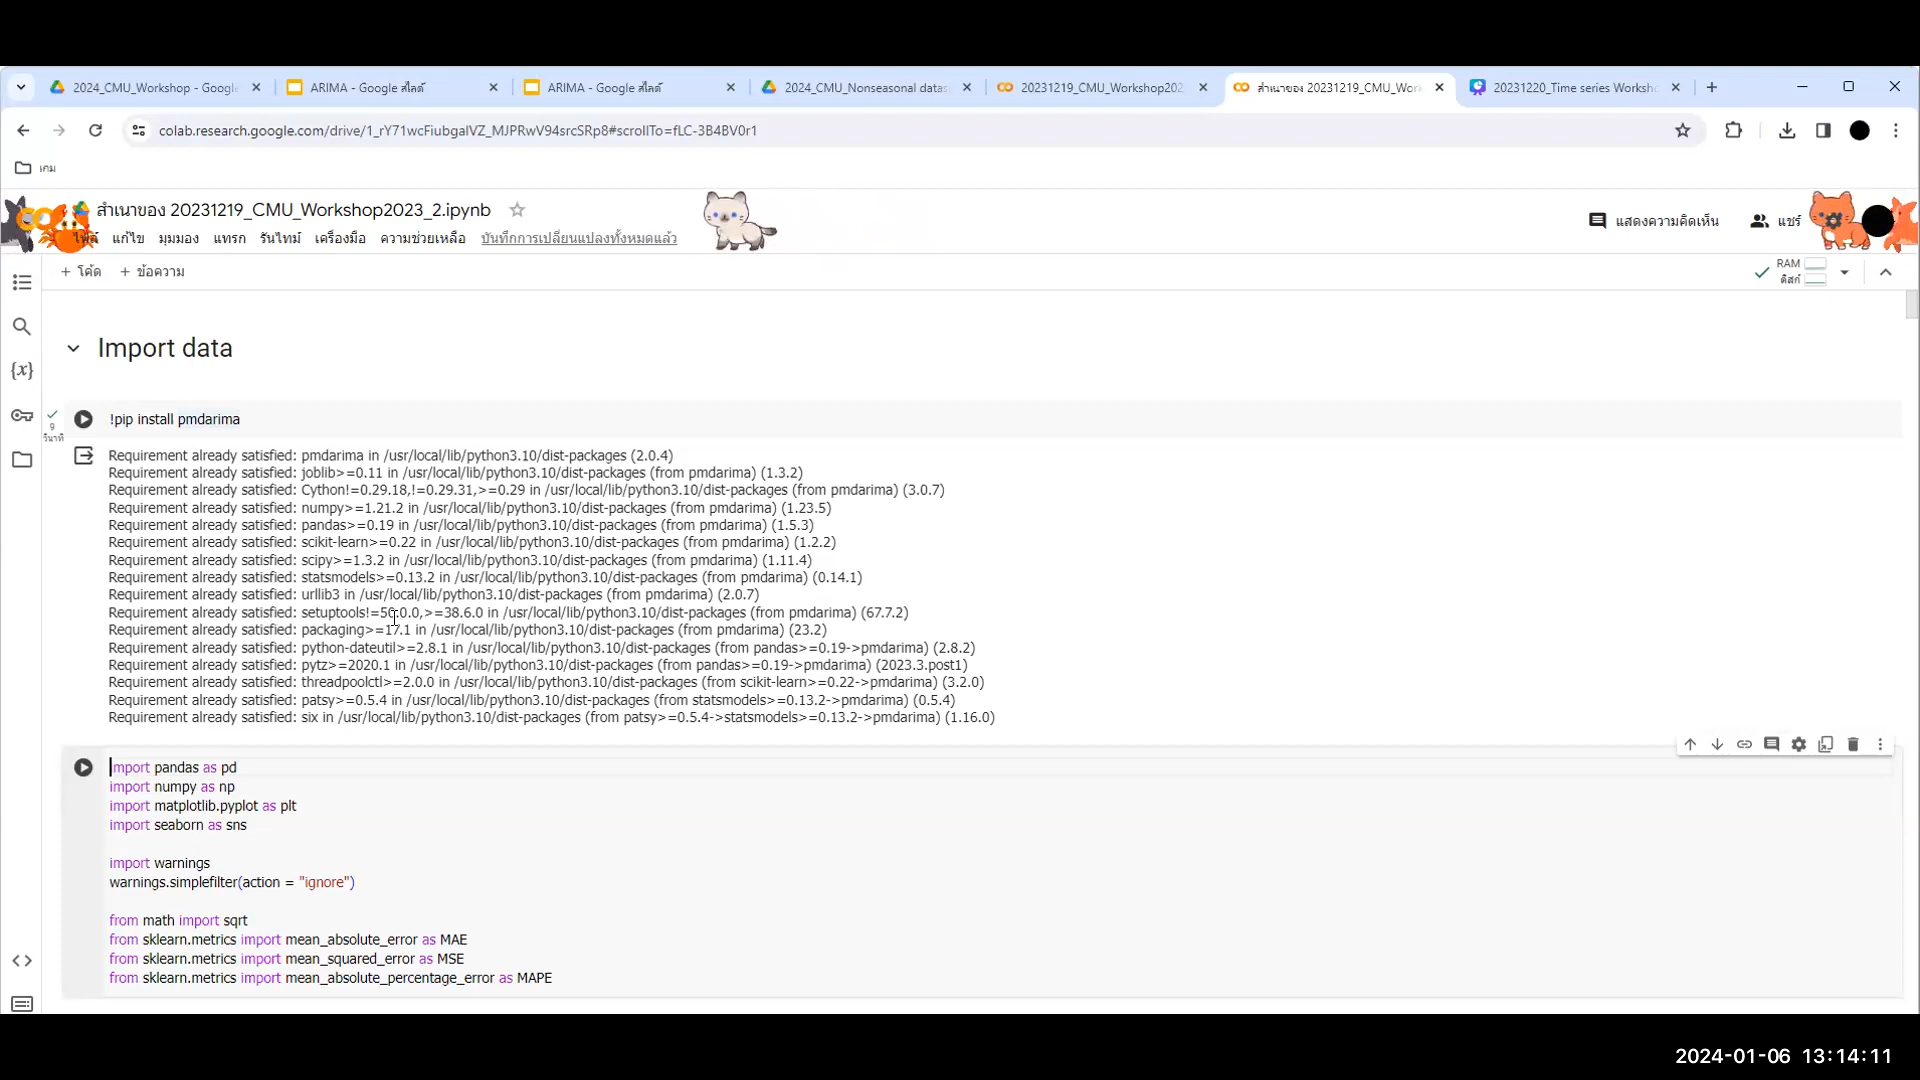 2024_CMU_Workshop - Google
ARIMA - Google สไลด์
ARIMA - Google สไลด์
2024_CMU_Nonseasonal datas
20231219_CMU_Workshop202
สำเนาของ 20231219_CMU_Wor
20231220_Time series Worksho
colab.research.google.com/drive/1_rY71wcFiubgaIVZ_MJPRwV94srcSRp8#scrollTo=fLC-3B4BV0r1
เกม
สำเนาของ 20231219_CMU_Workshop2023_2.ipynb
แสดงความคิดเห็น
แชร์
ไฟล์ แก้ไข มุมมอง แทรก รันไทม์ เครื่องมือ ความช่วยเหลือ บันทึกการเปลี่ยนแปลงทั้งหมดแล้ว
+ โค้ด + ข้อความ
RAM
ดิสก์
Import data
!pip install pmdarima
9
วินาที
Requirement already satisfied: pmdarima in /usr/local/lib/python3.10/dist-packages (2.0.4)
Requirement already satisfied: joblib>=0.11 in /usr/local/lib/python3.10/dist-packages (from pmdarima) (1.3.2)
Requirement already satisfied: Cython!=0.29.18,!=0.29.31,>=0.29 in /usr/local/lib/python3.10/dist-packages (from pmdarima) (3.0.7)
Requirement already satisfied: numpy>=1.21.2 in /usr/local/lib/python3.10/dist-packages (from pmdarima) (1.23.5)
Requirement already satisfied: pandas>=0.19 in /usr/local/lib/python3.10/dist-packages (from pmdarima) (1.5.3)
Requirement already satisfied: scikit-learn>=0.22 in /usr/local/lib/python3.10/dist-packages (from pmdarima) (1.2.2)
Requirement already satisfied: scipy>=1.3.2 in /usr/local/lib/python3.10/dist-packages (from pmdarima) (1.11.4)
Requirement already satisfied: statsmodels>=0.13.2 in /usr/local/lib/python3.10/dist-packages (from pmdarima) (0.14.1)
Requirement already satisfied: urllib3 in /usr/local/lib/python3.10/dist-packages (from pmdarima) (2.0.7)
Requirement already satisfied: setuptools!=50.0.0,>=38.6.0 in /usr/local/lib/python3.10/dist-packages (from pmdarima) (67.7.2)
Requirement already satisfied: packaging>=17.1 in /usr/local/lib/python3.10/dist-packages (from pmdarima) (23.2)
Requirement already satisfied: python-dateutil>=2.8.1 in /usr/local/lib/python3.10/dist-packages (from pandas>=0.19->pmdarima) (2.8.2)
Requirement already satisfied: pytz>=2020.1 in /usr/local/lib/python3.10/dist-packages (from pandas>=0.19->pmdarima) (2023.3.post1)
Requirement already satisfied: threadpoolctl>=2.0.0 in /usr/local/lib/python3.10/dist-packages (from scikit-learn>=0.22->pmdarima) (3.2.0)
Requirement already satisfied: patsy>=0.5.4 in /usr/local/lib/python3.10/dist-packages (from statsmodels>=0.13.2->pmdarima) (0.5.4)
Requirement already satisfied: six in /usr/local/lib/python3.10/dist-packages (from patsy>=0.5.4->statsmodels>=0.13.2->pmdarima) (1.16.0)
import pandas as pd
import numpy as np
import matplotlib.pyplot as plt
import seaborn as sns
import warnings
warnings.simplefilter(action = "ignore")
from math import sqrt
from sklearn.metrics import mean_absolute_error as MAE
from sklearn.metrics import mean_squared_error as MSE
from sklearn.metrics import mean_absolute_percentage_error as MAPE
2024-01-06 13:14:11